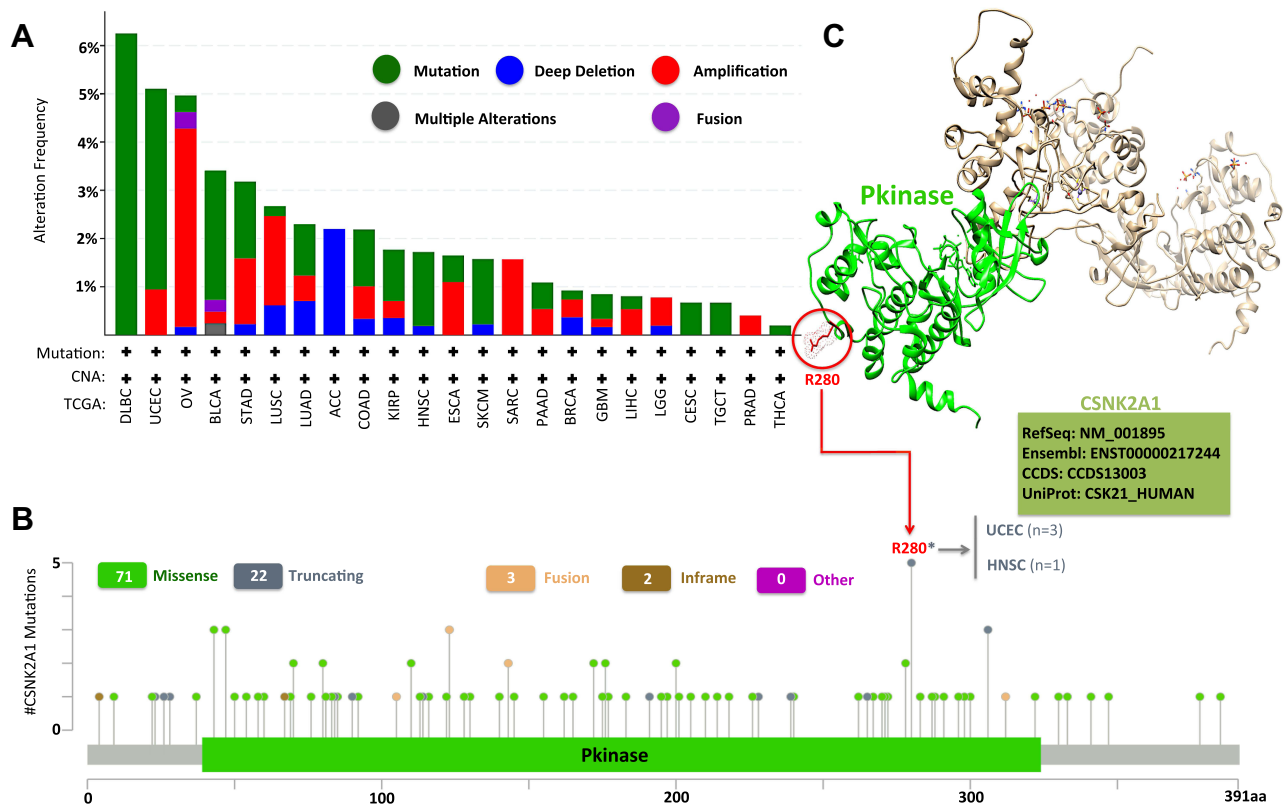 A
C
6%
5%
4%
3%
2%
1%
Alteration Frequency
Mutation
Deep Deletion
Amplification
Multiple Alterations
Fusion
Mutation:
CNA:
TCGA:
DLBC
UCEC
OV
BLCA
STAD
LUSC
LUAD
ACC
COAD
KIRP
HNSC
ESCA
SKCM
SARC
PAAD
BRCA
GBM
LIHC
LGG
CESC
TGCT
PRAD
THCA
Pkinase
R280
CSNK2A1
RefSeq: NM_001895
Ensembl: ENST00000217244
CCDS: CCDS13003
UniProt: CSK21_HUMAN
B
R280*
UCEC (n=3)
HNSC (n=1)
5
0
#CSNK2A1 Mutations
71 Missense
22 Truncating
3 Fusion
2 Inframe
0 Other
Pkinase
0 100 200 300 391aa